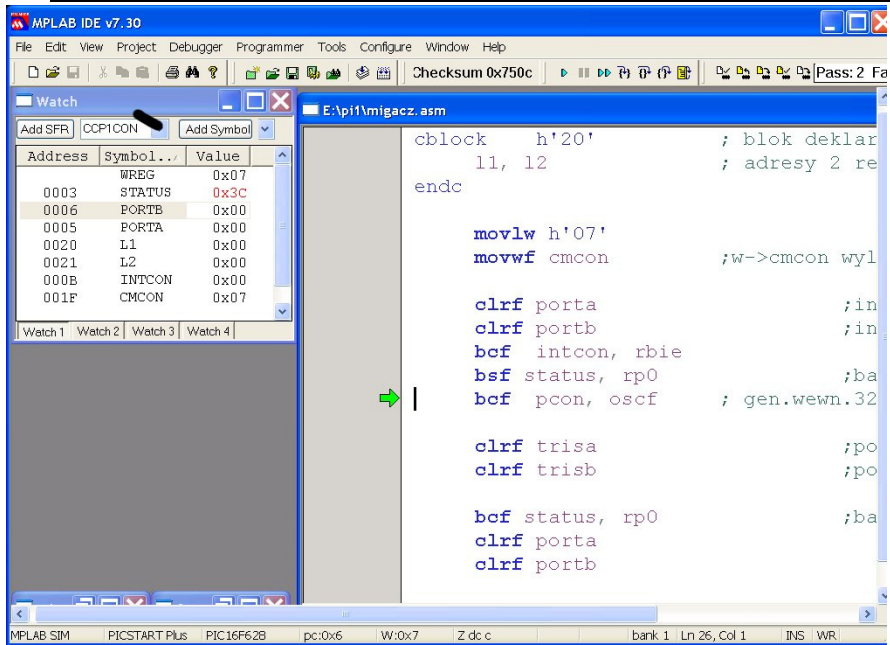 MPLAB IDE v7.30
File Edit View Project Debugger Programmer Tools Configure Window Help
Checksum 0x750c
Pass: 2 Fa
Watch
E:\pi1\migacz.asm
Add SFR CCP1CON Add Symbol
Address Symbol.. Value
WREG 0x07
0003 STATUS 0x3C
0006 PORTB 0x00
0005 PORTA 0x00
0020 L1 0x00
0021 L2 0x00
000B INTCON 0x00
001F CMCON 0x07
Watch 1 Watch 2 Watch 3 Watch 4
cblock h'20' ; blok deklar
l1, l2 ; adresy 2 re
endc
movlw h'07'
movwf cmcon ;w->cmcon wyl
clrf porta ;in
clrf portb ;in
bcf intcon, rbie
bsf status, rp0 ;ba
bcf pcon, oscf ; gen.wewn.32
clrf trisa ;po
clrf trisb ;po
bcf status, rp0 ;ba
clrf porta
clrf portb
MPLAB SIM PICSTART Plus PIC16F628 pc:0x6 W:0x7 Z dc c bank 1 Ln 26, Col 1 INS WR